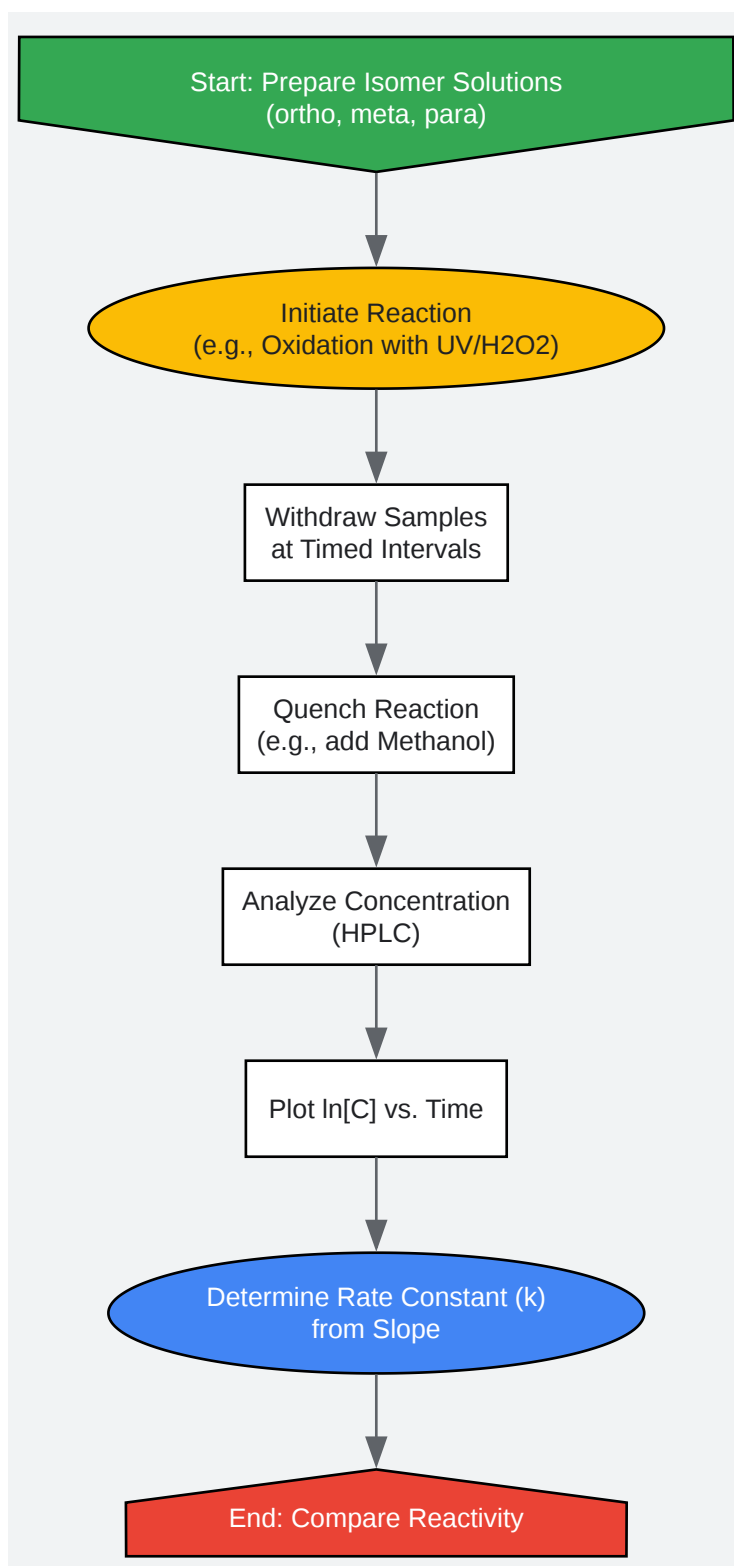 Start: Prepare Isomer Solutions
(ortho, meta, para)
Initiate Reaction
(e.g., Oxidation with UV/H2O2)
Withdraw Samples
at Timed Intervals
Quench Reaction
(e.g., add Methanol)
Analyze Concentration
(HPLC)
Plot ln[C] vs. Time
Determine Rate Constant (k)
from Slope
End: Compare Reactivity